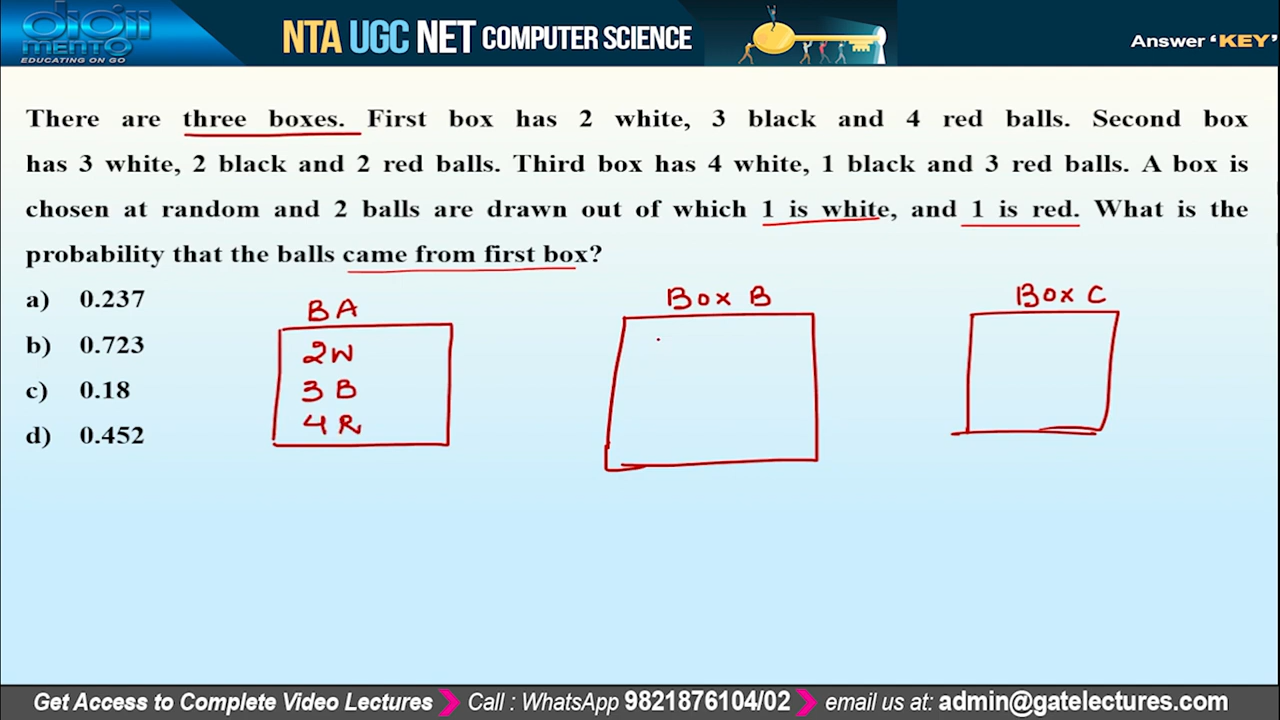 didii
MENTO
EDUCATING ON GO
NTA UGC NET COMPUTER SCIENCE
Answer ‘KEY’
There are three boxes. First box has 2 white, 3 black and 4 red balls. Second box
has 3 white, 2 black and 2 red balls. Third box has 4 white, 1 black and 3 red balls. A box is
chosen at random and 2 balls are drawn out of which 1 is white, and 1 is red. What is the
probability that the balls came from first box?
a) 0.237
b) 0.723
c) 0.18
d) 0.452
BA
2W
3 B
4 R
Box B
Box C
Get Access to Complete Video Lectures Call : WhatsApp 9821876104/02 email us at: admin@gatelectures.com